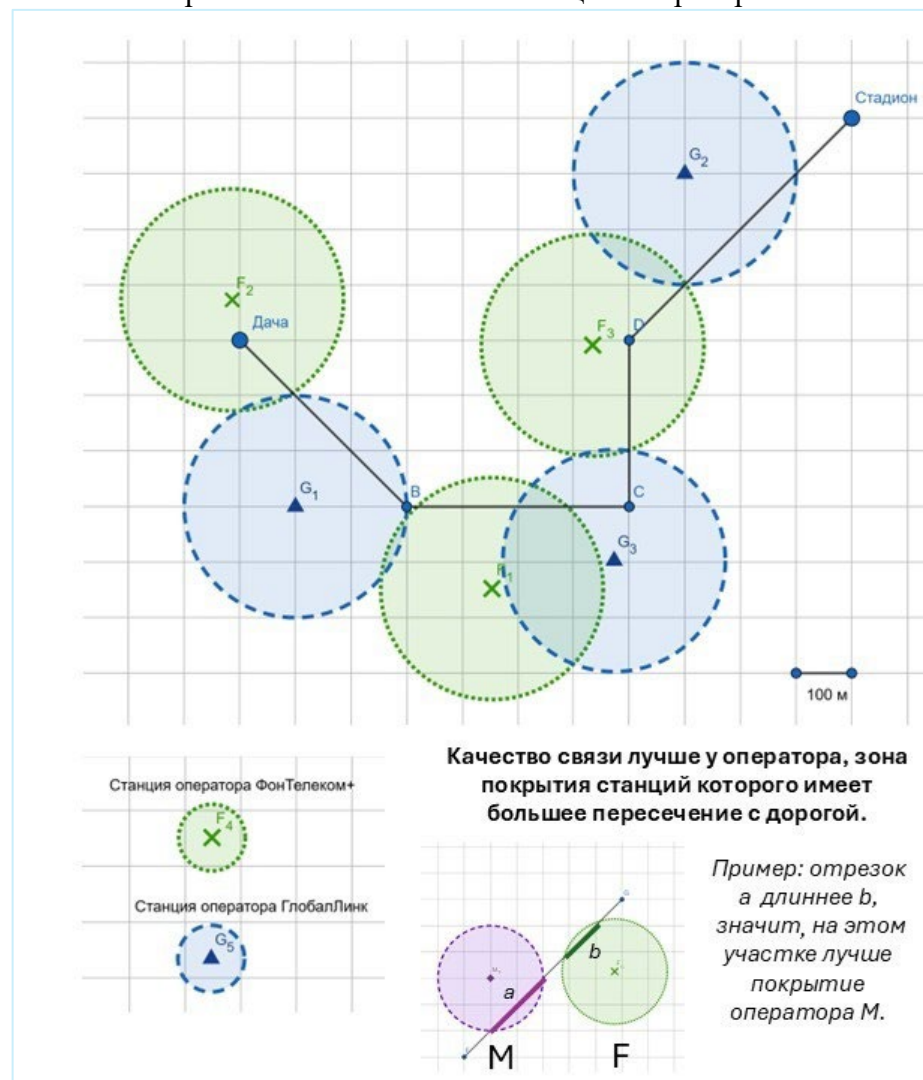 Стадион
G2
F2
Дача
F3
D
G1
B
C
G3
100 м
Качество связи лучше у оператора, зона
покрытия станций которого имеет
большее пересечение с дорогой.
Станция оператора ФонТелеком+
F4
Станция оператора ГлобалЛинк
G5
a
b
M
F
Пример: отрезок
a длиннее b,
значит, на этом
участке лучше
покрытие
оператора M.